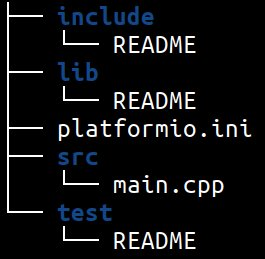 include
README
lib
README
platformio.ini
src
main.cpp
test
README